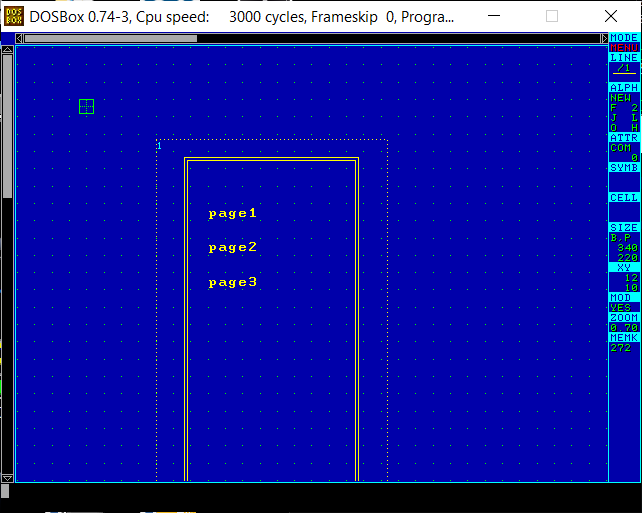 DOS BOX
DOSBox 0.74-3, Cpu speed: 3000 cycles, Frameskip 0, Progra...
MODE
MENU
LINE
/1
ALPH
NEW
F 2
J L
O H
ATTR
COM
0
SYMB
CELL
SIZE
B,P
340
220
XY
12
10
MOD
YES
ZOOM
0.70
MEMK
272
1
page1
page2
page3